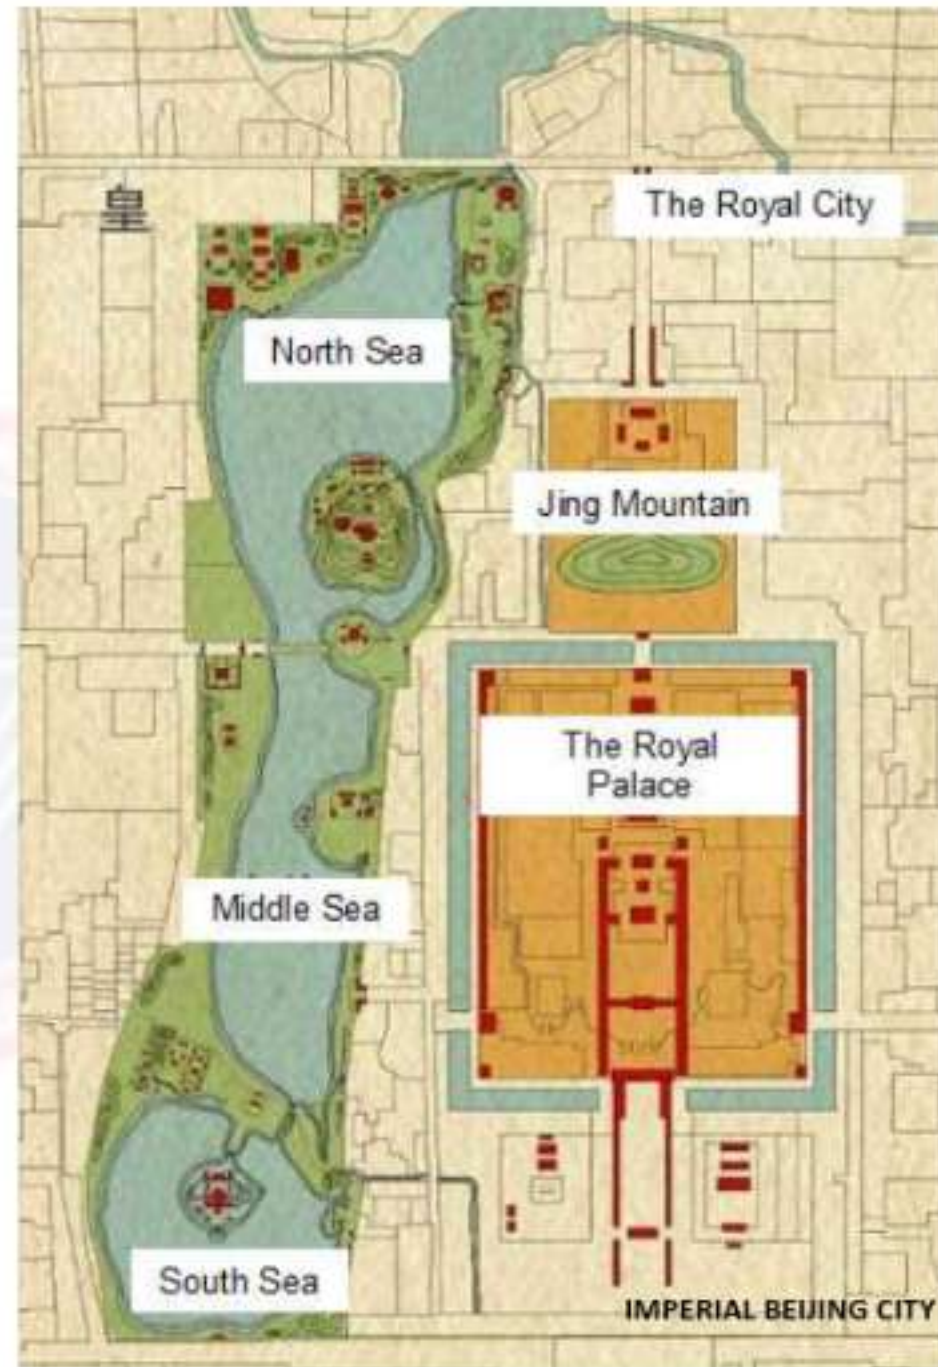 皇
The Royal City
North Sea
Jing Mountain
The Royal
Palace
Middle Sea
South Sea
IMPERIAL BEIJING CITY